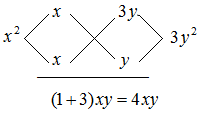 x 3y
x² 3y²
x y
(1+3)xy = 4xy